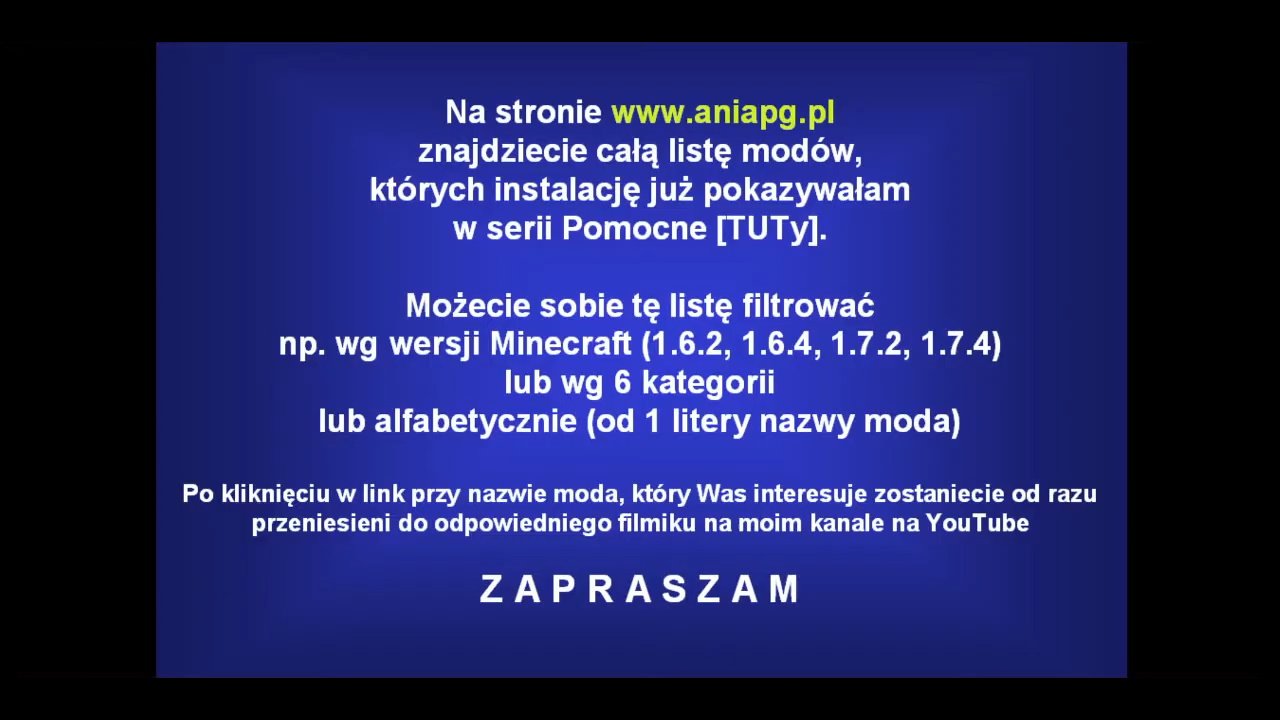 Na stronie www.aniapg.pl
znajdziecie całą listę modów,
których instalację już pokazywałam
w serii Pomocne [TUTy].
Możecie sobie tę listę filtrować
np. wg wersji Minecraft (1.6.2, 1.6.4, 1.7.2, 1.7.4)
lub wg 6 kategorii
lub alfabetycznie (od 1 litery nazwy moda)
Po kliknięciu w link przy nazwie moda, który Was interesuje zostaniecie od razu
przeniesieni do odpowiedniego filmiku na moim kanale na YouTube
Z A P R A S Z A M